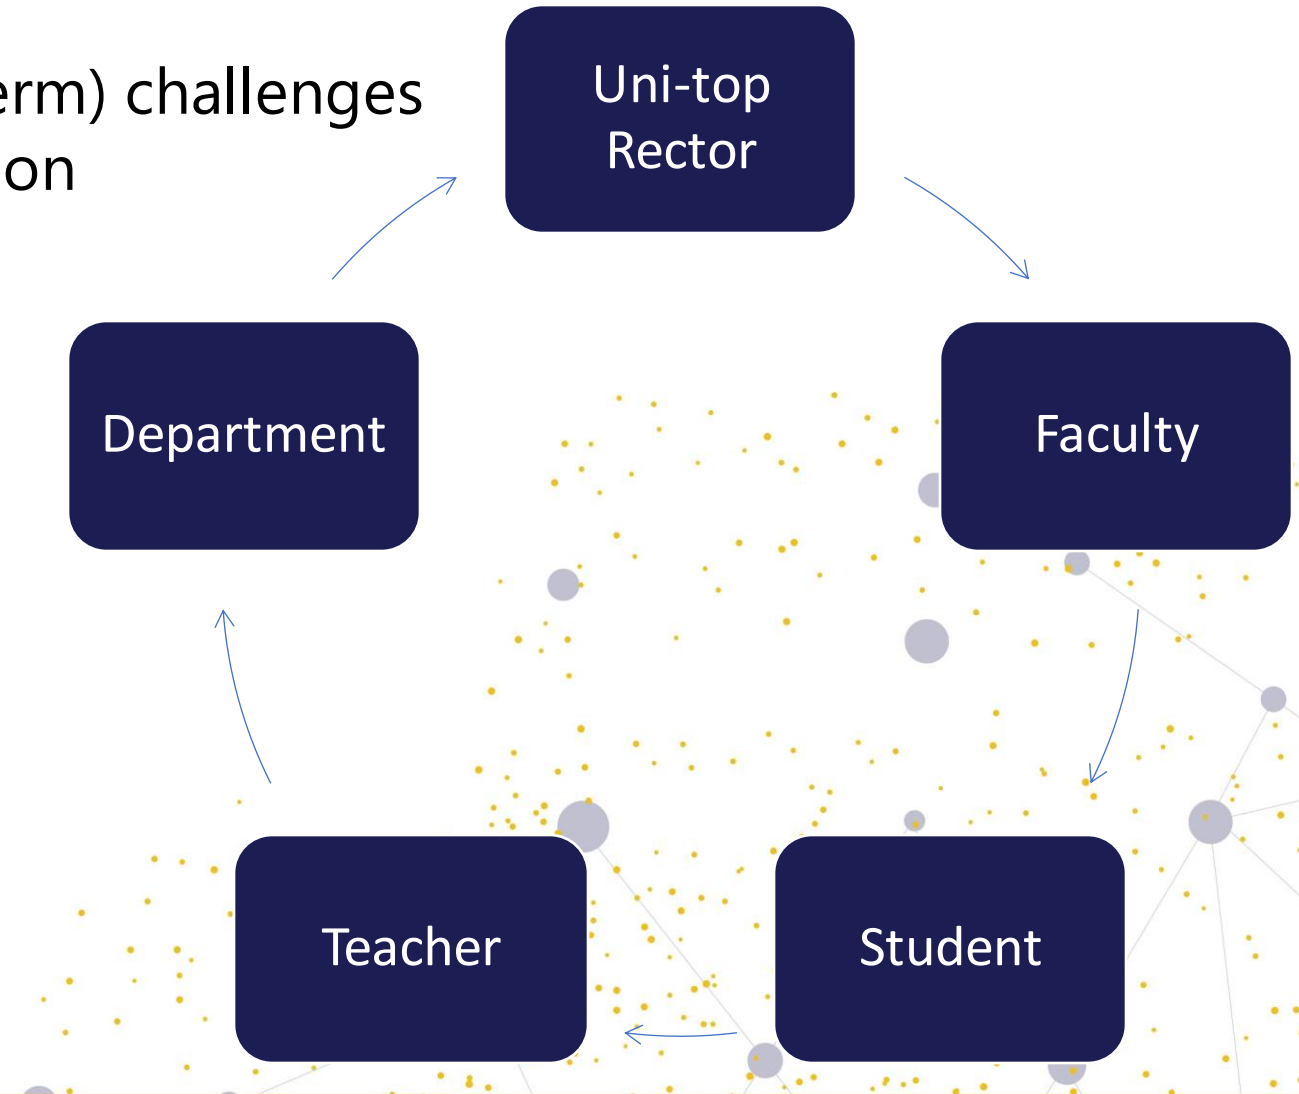 erm) challenges
on
Uni-top
Rector
Department
Faculty
Teacher
Student